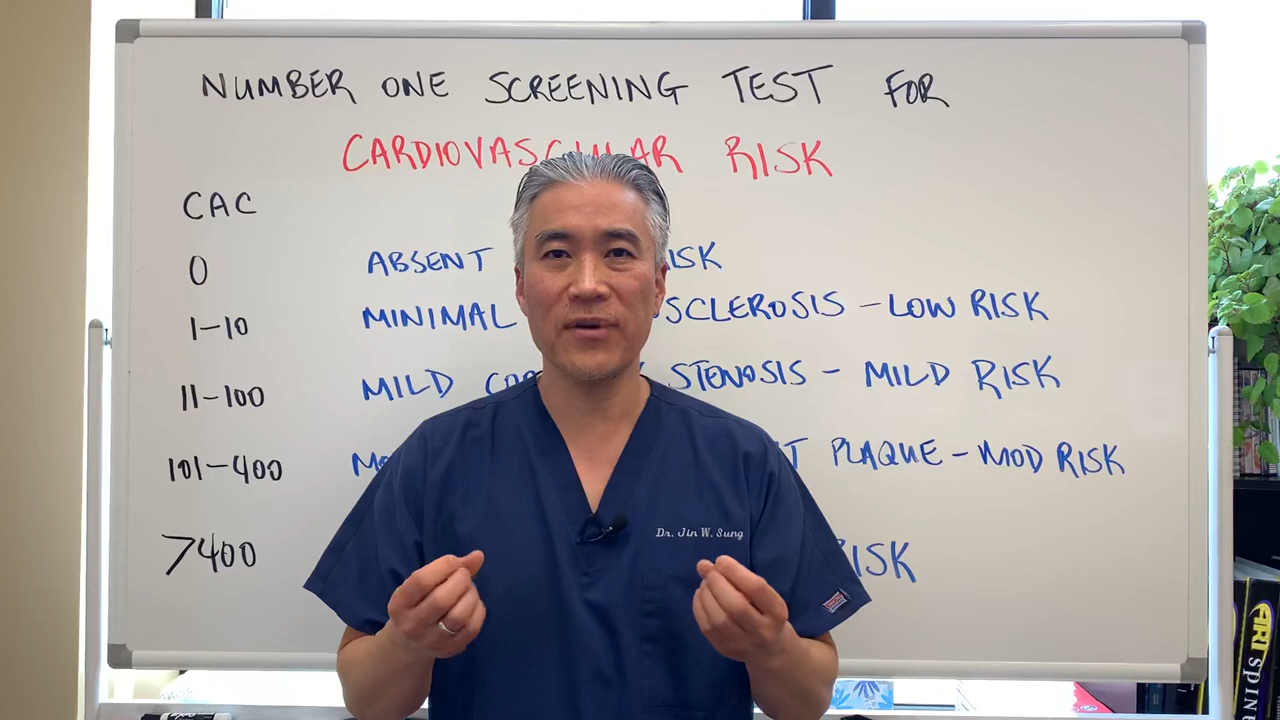 NUMBER ONE SCREENING TEST FOR
CARDIOVASCULAR RISK
CAC
0 ABSENT RISK
1-10 MINIMAL SCLEROSIS - LOW RISK
11-100 MILD STENOSIS - MILD RISK
101-400 PLAQUE - MOD RISK
>400 RISK
Dr. Jin W. Sung